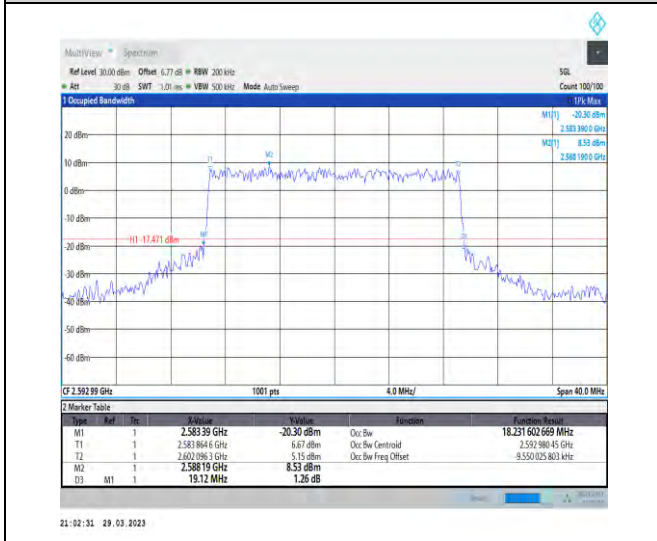 MultiView Spectrum
Ref Level 30.00 dBm Offset 6.77 dB RBW 200 kHz SGL
Att 30 dB SWT 1.01 ms VBW 500 kHz Mode Auto Sweep Count 100/100
1 Occupied Bandwidth 1Pk Max
M1[1] -20.30 dBm
2.583 390 0 GHz
M2[1] 8.53 dBm
2.588 190 0 GHz
20 dBm
10 dBm
0 dBm
-10 dBm
H1 -17.471 dBm
-20 dBm
-30 dBm
-40 dBm
-50 dBm
-60 dBm
T1
M2
T2
M1
D3
CF 2.592 99 GHz 1001 pts 4.0 MHz/ Span 40.0 MHz
2 Marker Table
Type Ref Trc X-Value Y-Value Function Function Result
M1 1 2.583 39 GHz -20.30 dBm Occ Bw 18.231 602 669 MHz
T1 1 2.583 864 6 GHz 6.67 dBm Occ Bw Centroid 2.592 980 45 GHz
T2 1 2.602 096 3 GHz 5.15 dBm Occ Bw Freq Offset -9.550 025 803 kHz
M2 1 2.588 19 GHz 8.53 dBm
D3 M1 1 19.12 MHz 1.26 dB
21:02:31 29.03.2023